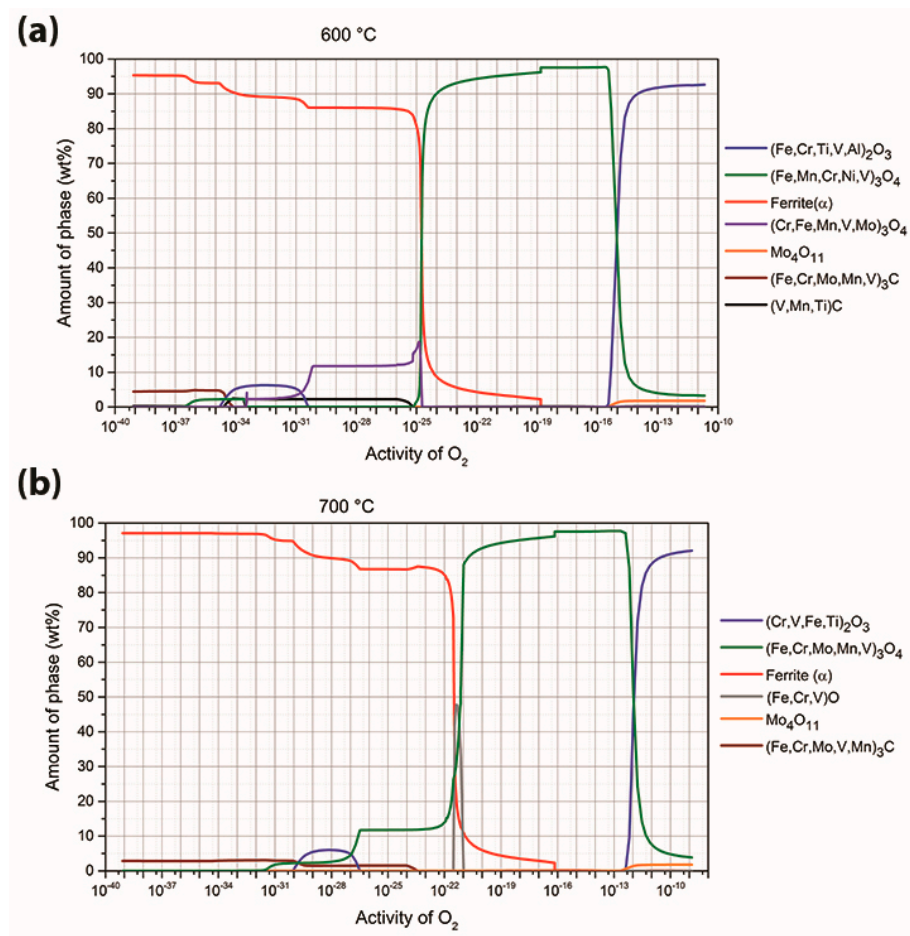 (a)
600 °C
100
90
80
70
60
50
40
30
20
10
0
Amount of phase (wt%)
10⁻⁴⁰ 10⁻³⁷ 10⁻³⁴ 10⁻³¹ 10⁻²⁸ 10⁻²⁵ 10⁻²² 10⁻¹⁹ 10⁻¹⁶ 10⁻¹³ 10⁻¹⁰
Activity of O₂
(Fe,Cr,Ti,V,Al)₂O₃
(Fe,Mn,Cr,Ni,V)₃O₄
Ferrite(α)
(Cr,Fe,Mn,V,Mo)₃O₄
Mo₄O₁₁
(Fe,Cr,Mo,Mn,V)₃C
(V,Mn,Ti)C
(b)
700 °C
100
90
80
70
60
50
40
30
20
10
0
Amount of phase (wt%)
10⁻⁴⁰ 10⁻³⁷ 10⁻³⁴ 10⁻³¹ 10⁻²⁸ 10⁻²⁵ 10⁻²² 10⁻¹⁹ 10⁻¹⁶ 10⁻¹³ 10⁻¹⁰
Activity of O₂
(Cr,V,Fe,Ti)₂O₃
(Fe,Cr,Mo,Mn,V)₃O₄
Ferrite (α)
(Fe,Cr,V)O
Mo₄O₁₁
(Fe,Cr,Mo,V,Mn)₃C